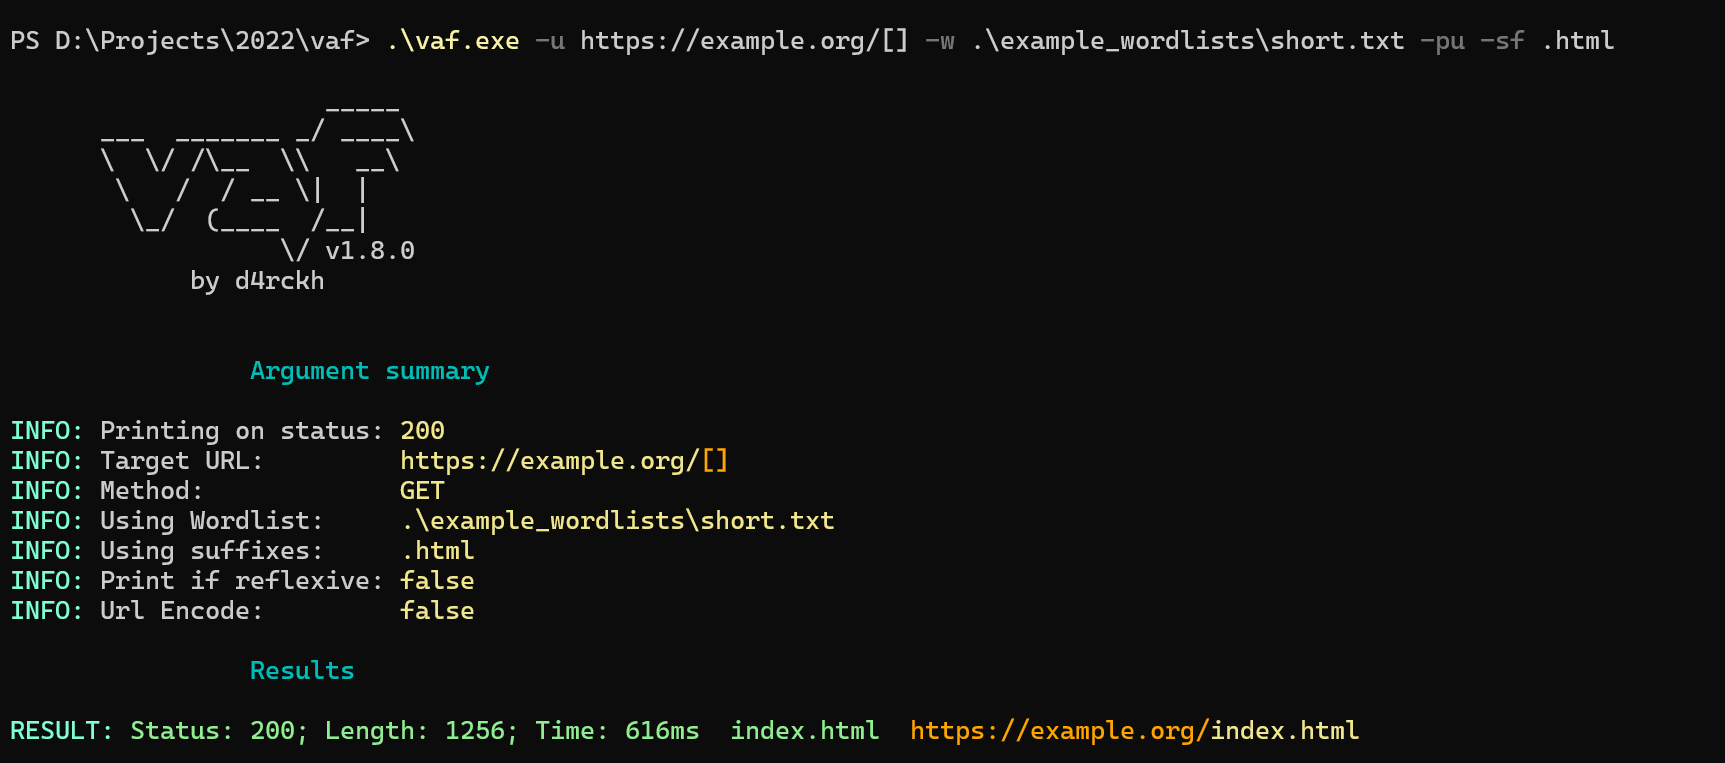 PS D:\Projects\2022\vaf> .\vaf.exe -u https://example.org/[] -w .\example_wordlists\short.txt -pu -sf .html
                     _____
      ___  _______ _/ ____\
      \  \/ /\__  \\   __\
       \   /  / __ \|  |
        \_/  (____  /__|
                  \/ v1.8.0
            by d4rckh
Argument summary
INFO: Printing on status: 200
INFO: Target URL:         https://example.org/[]
INFO: Method:             GET
INFO: Using Wordlist:     .\example_wordlists\short.txt
INFO: Using suffixes:     .html
INFO: Print if reflexive: false
INFO: Url Encode:         false
Results
RESULT: Status: 200; Length: 1256; Time: 616ms  index.html  https://example.org/index.html